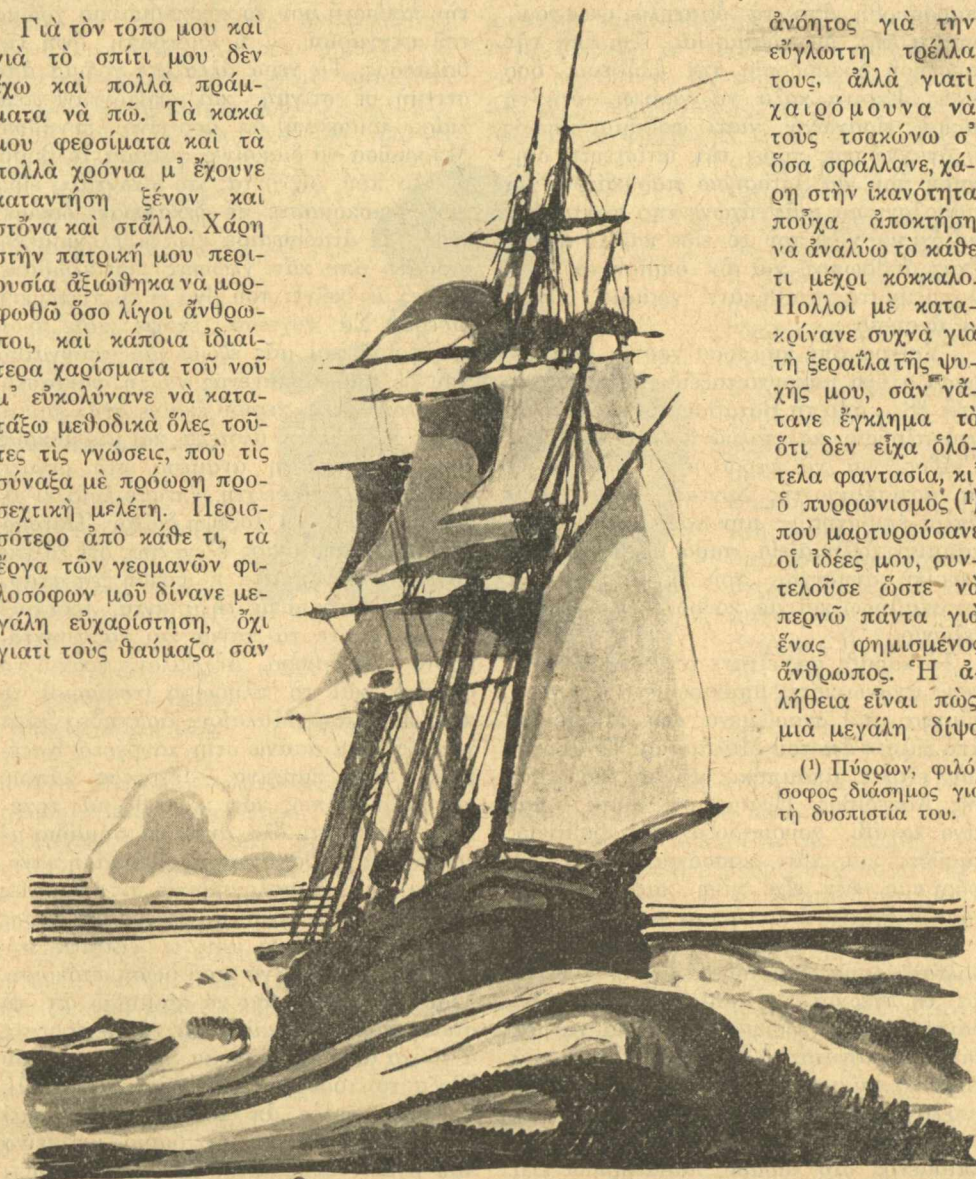 Γιὰ τὸν τόπο μου καὶ
γιὰ τὸ σπίτι μου δὲν
ἔχω καὶ πολλὰ πράμ-
ματα νὰ πῶ. Τὰ κακά
μου φερσίματα καὶ τὰ
πολλὰ χρόνια μ’ ἔχουνε
καταντήση ξένον καὶ
στὄνα καὶ στἄλλο. Χάρη
στὴν πατρική μου περι-
ουσία ἀξιώθηκα νὰ μορ-
φωθῶ ὅσο λίγοι ἄνθρω-
ποι, καὶ κάποια ἰδιαί-
τερα χαρίσματα τοῦ νοῦ
μ’ εὐκολύνανε νὰ κατα-
τάξω μεθοδικὰ ὅλες τοῦ-
τες τὶς γνώσεις, ποὺ τὶς
σύναξα μὲ πρόωρη προ-
σεχτικὴ μελέτη. Περισ-
σότερο ἀπὸ κάθε τι, τὰ
ἔργα τῶν γερμανῶν φι-
λοσόφων μοῦ δίνανε με-
γάλη εὐχαρίστηση, ὄχι
γιατὶ τοὺς θαύμαζα σὰν
ἀνόητος γιὰ τὴν
εὔγλωττη τρέλλα
τους, ἀλλὰ γιατὶ
χαιρόμουνα νὰ
τοὺς τσακώνω σ’
ὅσα σφάλλανε, χά-
ρη στὴν ἱκανότητα
ποὖχα ἀποκτήση
νὰ ἀναλύω τὸ κάθε
τι μέχρι κόκκαλο.
Πολλοὶ μὲ κατα-
κρίνανε συχνὰ γιὰ
τὴ ξεραΐλα τῆς ψυ-
χῆς μου, σὰν νἄ-
τανε ἔγκλημα τὸ
ὅτι δὲν εἶχα ὁλό-
τελα φαντασία, κι’
ὁ πυρρωνισμὸς (¹)
ποὺ μαρτυρούσανε
οἱ ἰδέες μου, συν-
τελοῦσε ὥστε νὰ
περνῶ πάντα γιὰ
ἕνας φημισμένος
ἄνθρωπος. Ἡ ἀ-
λήθεια εἶναι πὼς
μιὰ μεγάλη δίψα
(¹) Πύρρων, φιλό-
σοφος διάσημος γιὰ
τὴ δυσπιστία του.